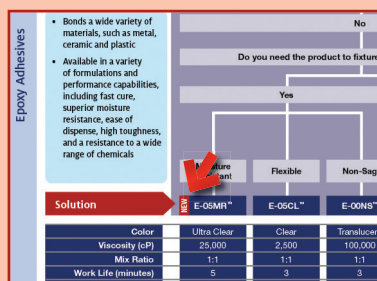 Epoxy Adhesives
• Bonds a wide variety of
materials, such as metal,
ceramic and plastic
• Available in a variety
of formulations and
performance capabilities,
including fast cure,
superior moisture
resistance, ease of
dispense, high toughness,
and a resistance to a wide
range of chemicals
No
Do you need the product to fixture
Yes
Flexible
Non-Sag
Solution
NEW
E-05MR™
E-05CL™
E-00NS™
Color Ultra Clear Clear Translucen
Viscosity (cP) 25,000 2,500 100,000
Mix Ratio 1:1 1:1 1:1
Work Life (minutes) 5 3 3